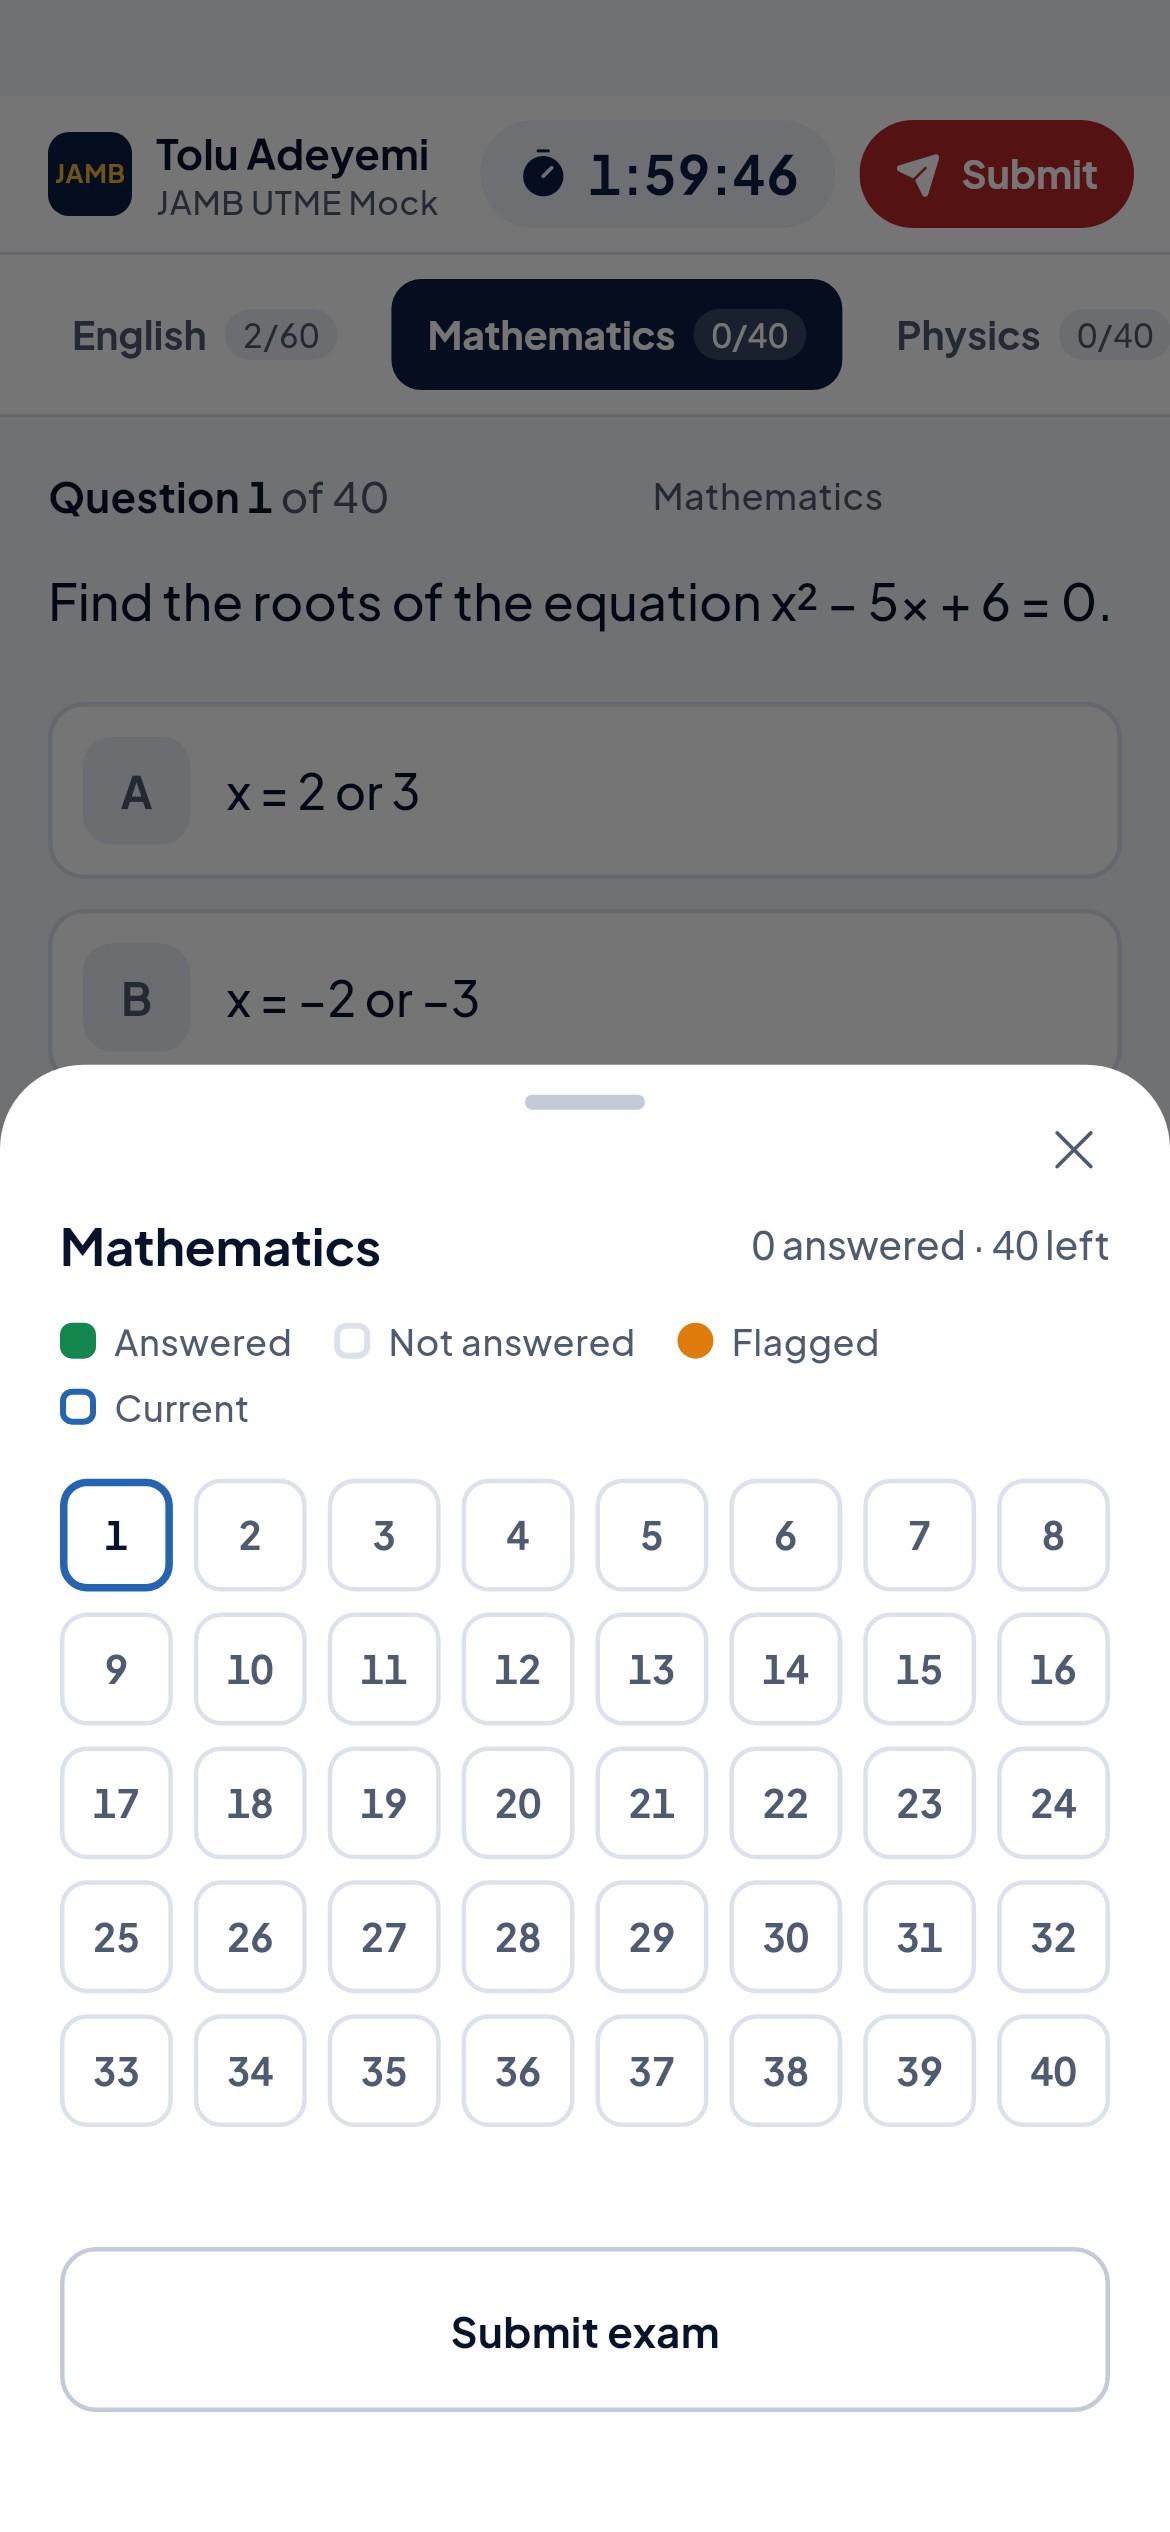 JAMB
Tolu Adeyemi
JAMB UTME Mock
1:59:46
Submit
English 2/60
Mathematics 0/40
Physics 0/40
Question 1 of 40
Mathematics
Find the roots of the equation x² − 5× + 6 = 0.
A x = 2 or 3
B x = −2 or −3
Mathematics
0 answered · 40 left
Answered
Not answered
Flagged
Current
1 2 3 4 5 6 7 8
9 10 11 12 13 14 15 16
17 18 19 20 21 22 23 24
25 26 27 28 29 30 31 32
33 34 35 36 37 38 39 40
Submit exam